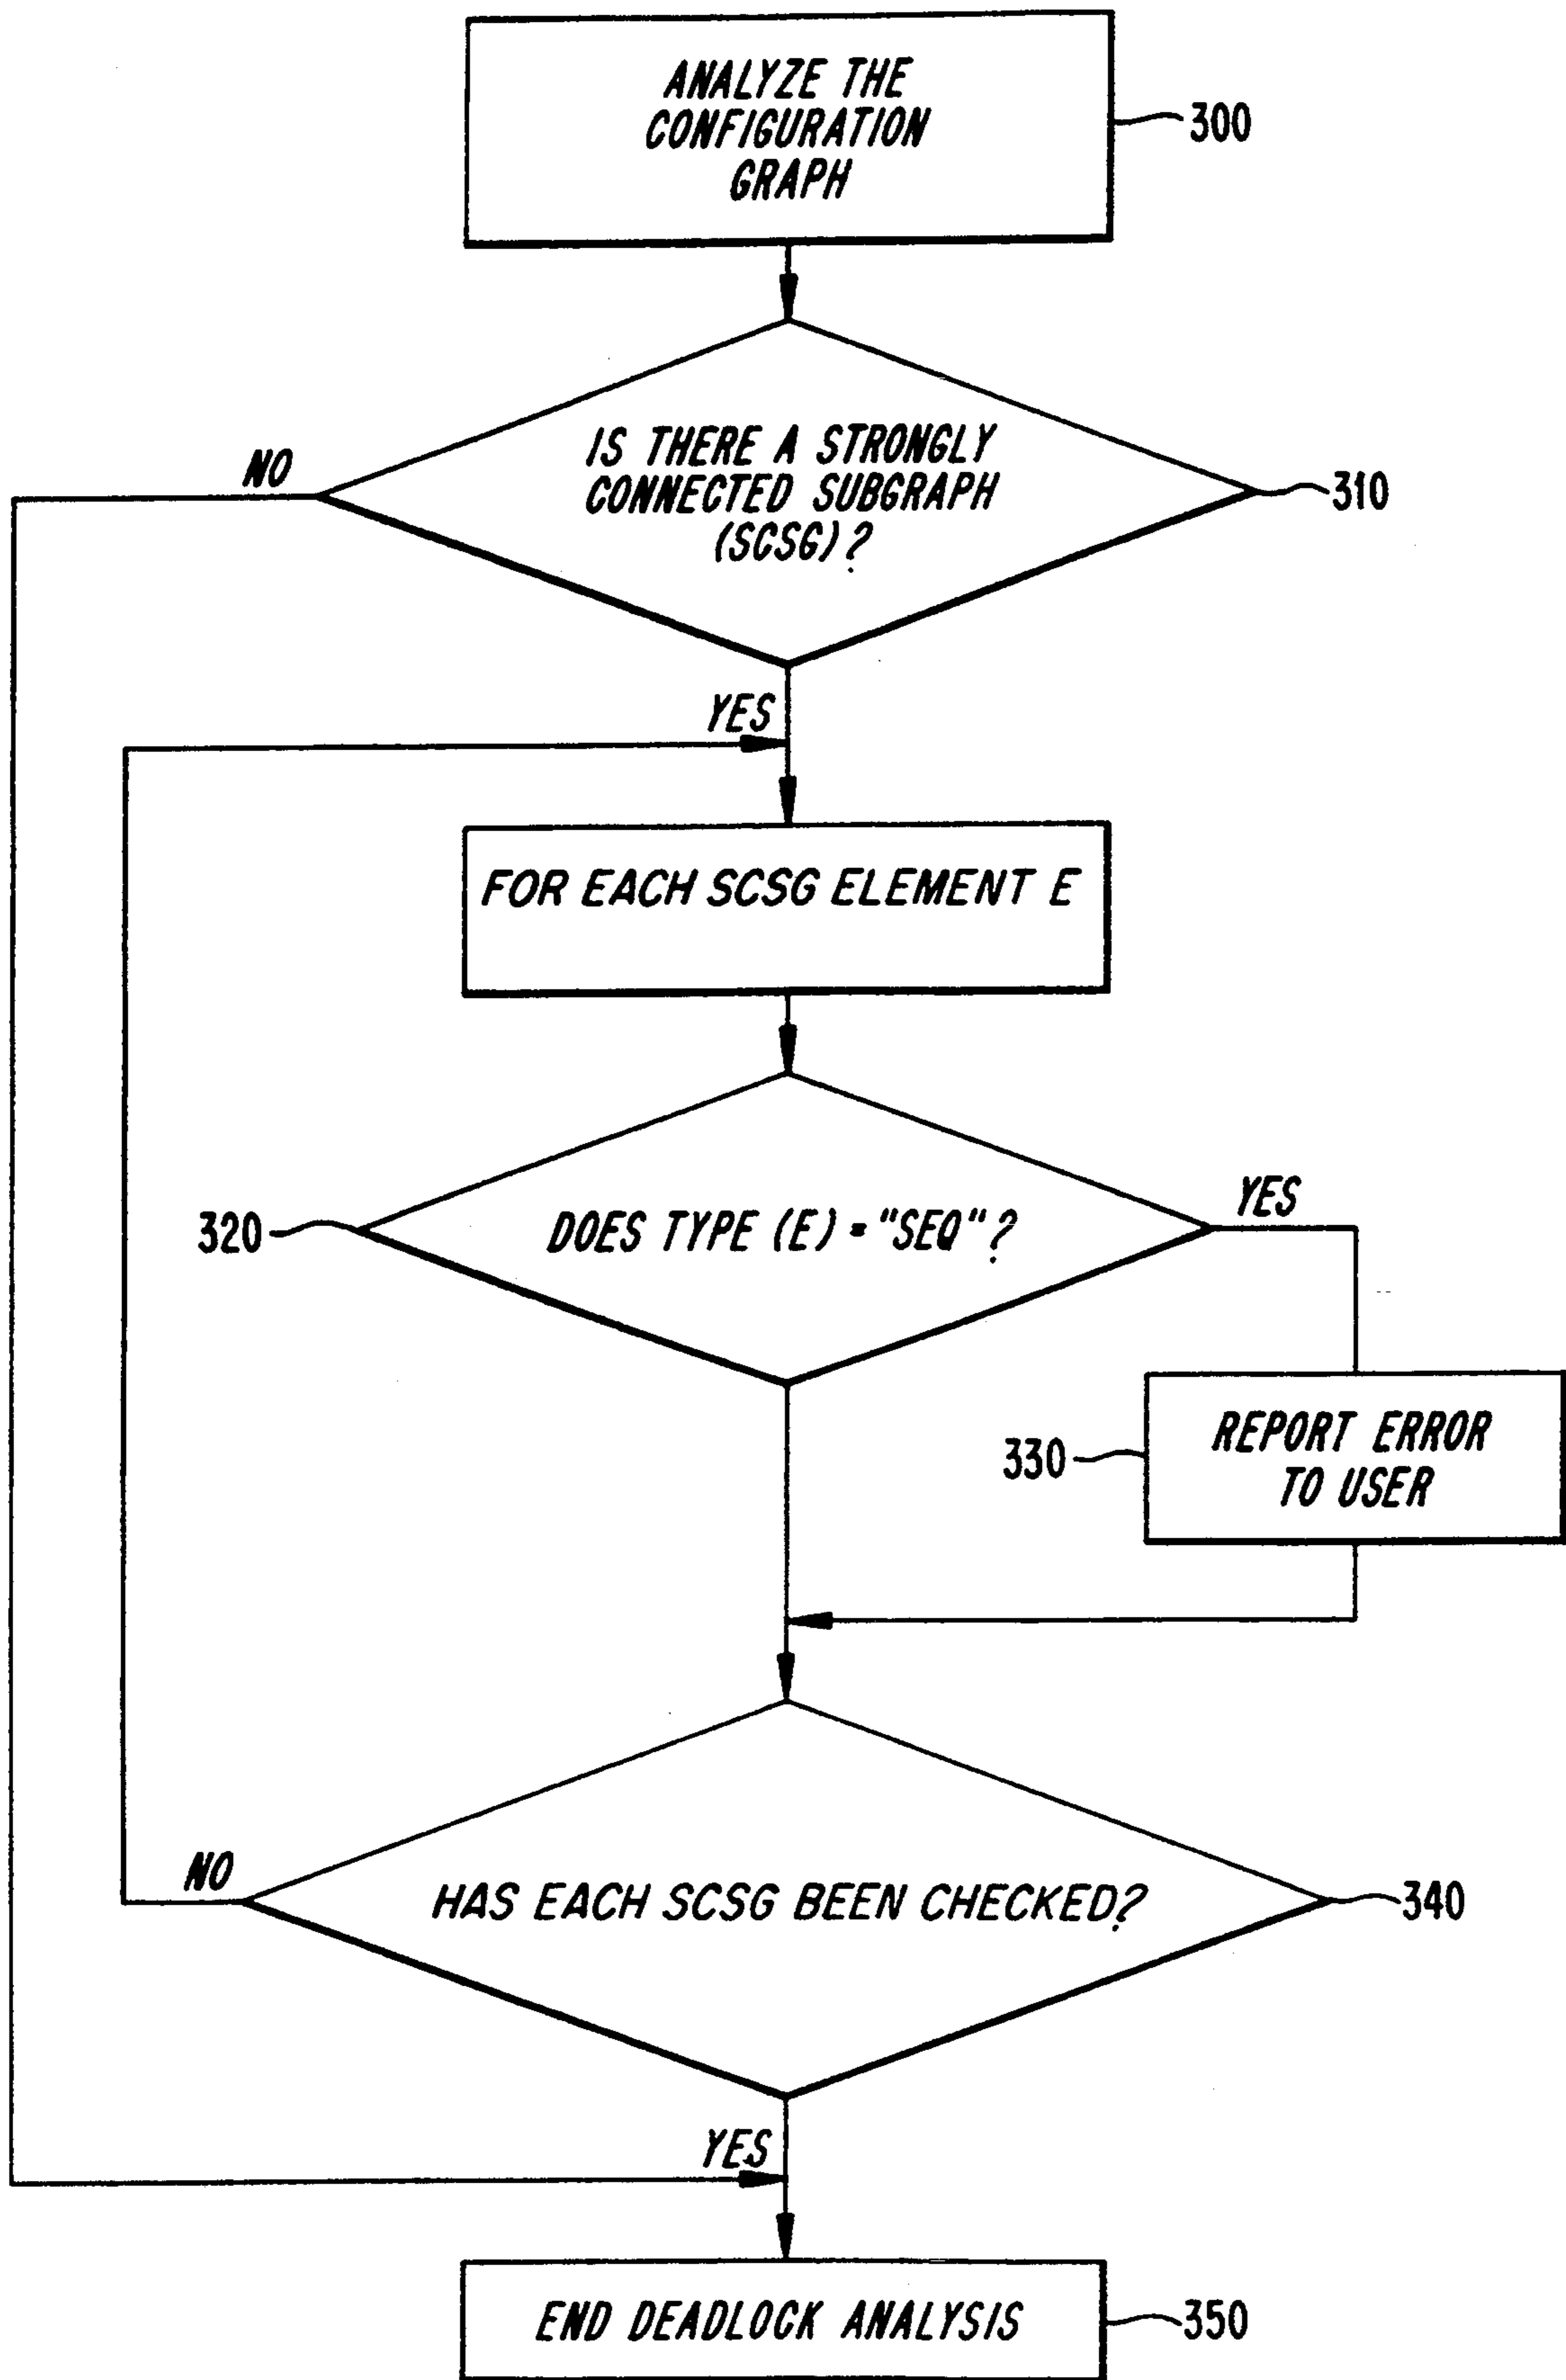 ANALYZE THE
CONFIGURATION
GRAPH
300
IS THERE A STRONGLY
CONNECTED SUBGRAPH
(SCSG)?
310
NO
YES
FOR EACH SCSG ELEMENT E
320
DOES TYPE (E) = "SEQ"?
YES
330
REPORT ERROR
TO USER
NO
HAS EACH SCSG BEEN CHECKED?
340
YES
END DEADLOCK ANALYSIS
350